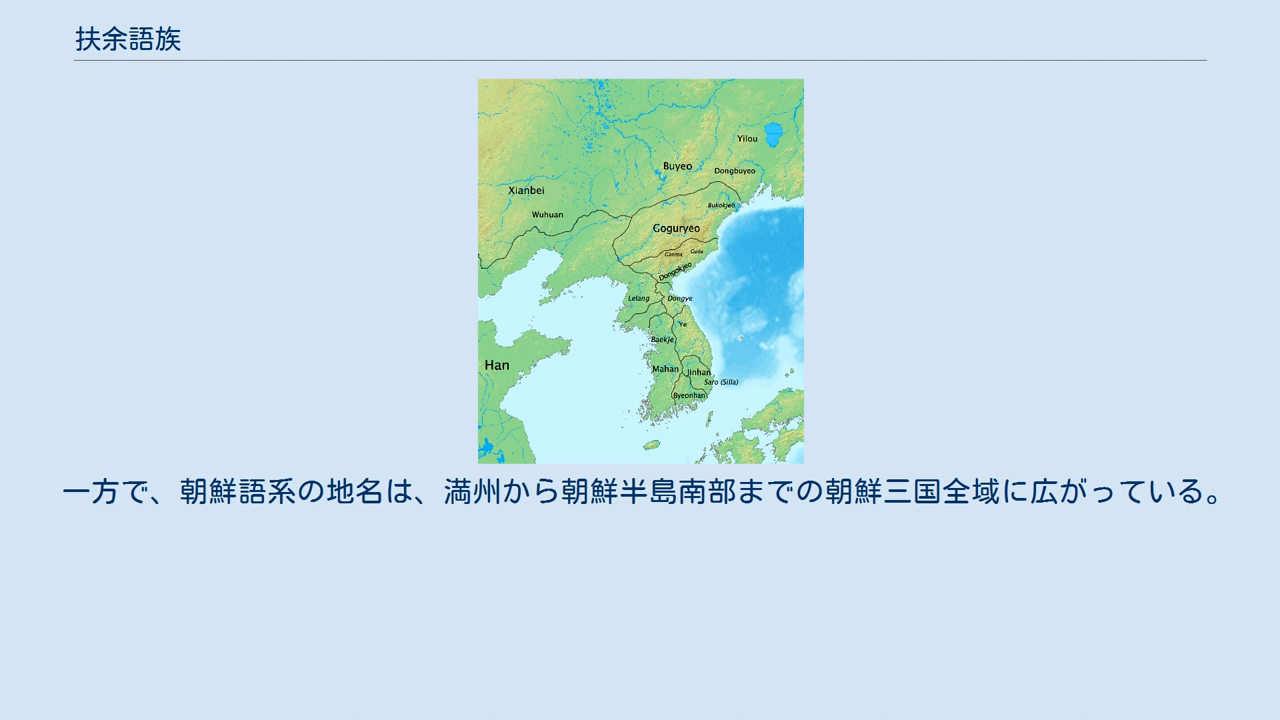 扶余語族
Yilou
Buyeo
Dongbuyeo
Xianbei
Bukokjeo
Wuhuan
Goguryeo
Guda
Gaema
Dongokjeo
Lelang
Dongye
Ye
Baekje
Han
Mahan
Jinhan
Saro (Silla)
Byeonhan
一方で、朝鮮語系の地名は、満州から朝鮮半島南部までの朝鮮三国全域に広がっている。